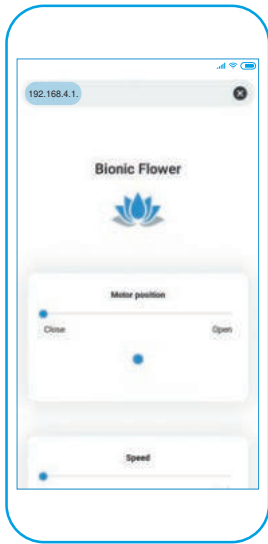 192.168.4.1.
Bionic Flower
Motor position
Close Open
Speed